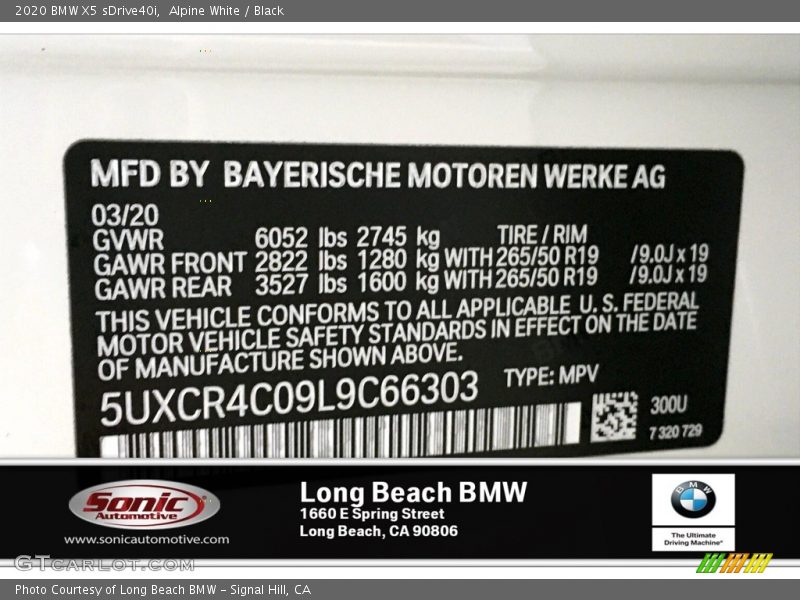 2020 BMW X5 sDrive40i,  Alpine White / Black
MFD BY BAYERISCHE MOTOREN WERKE AG
03/20
GVWR 6052 lbs 2745 kg TIRE / RIM
GAWR FRONT 2822 lbs 1280 kg WITH 265/50 R19 /9.0J x 19
GAWR REAR 3527 lbs 1600 kg WITH 265/50 R19 /9.0J x 19
THIS VEHICLE CONFORMS TO ALL APPLICABLE U. S. FEDERAL
MOTOR VEHICLE SAFETY STANDARDS IN EFFECT ON THE DATE
OF MANUFACTURE SHOWN ABOVE.
5UXCR4C09L9C66303 TYPE: MPV
300U
7 320 729
Sonic
Automotive
www.sonicautomotive.com
Long Beach BMW
1660 E Spring Street
Long Beach, CA 90806
BMW
The Ultimate
Driving Machine®
GTCarLot.com
Photo Courtesy of Long Beach BMW - Signal Hill, CA